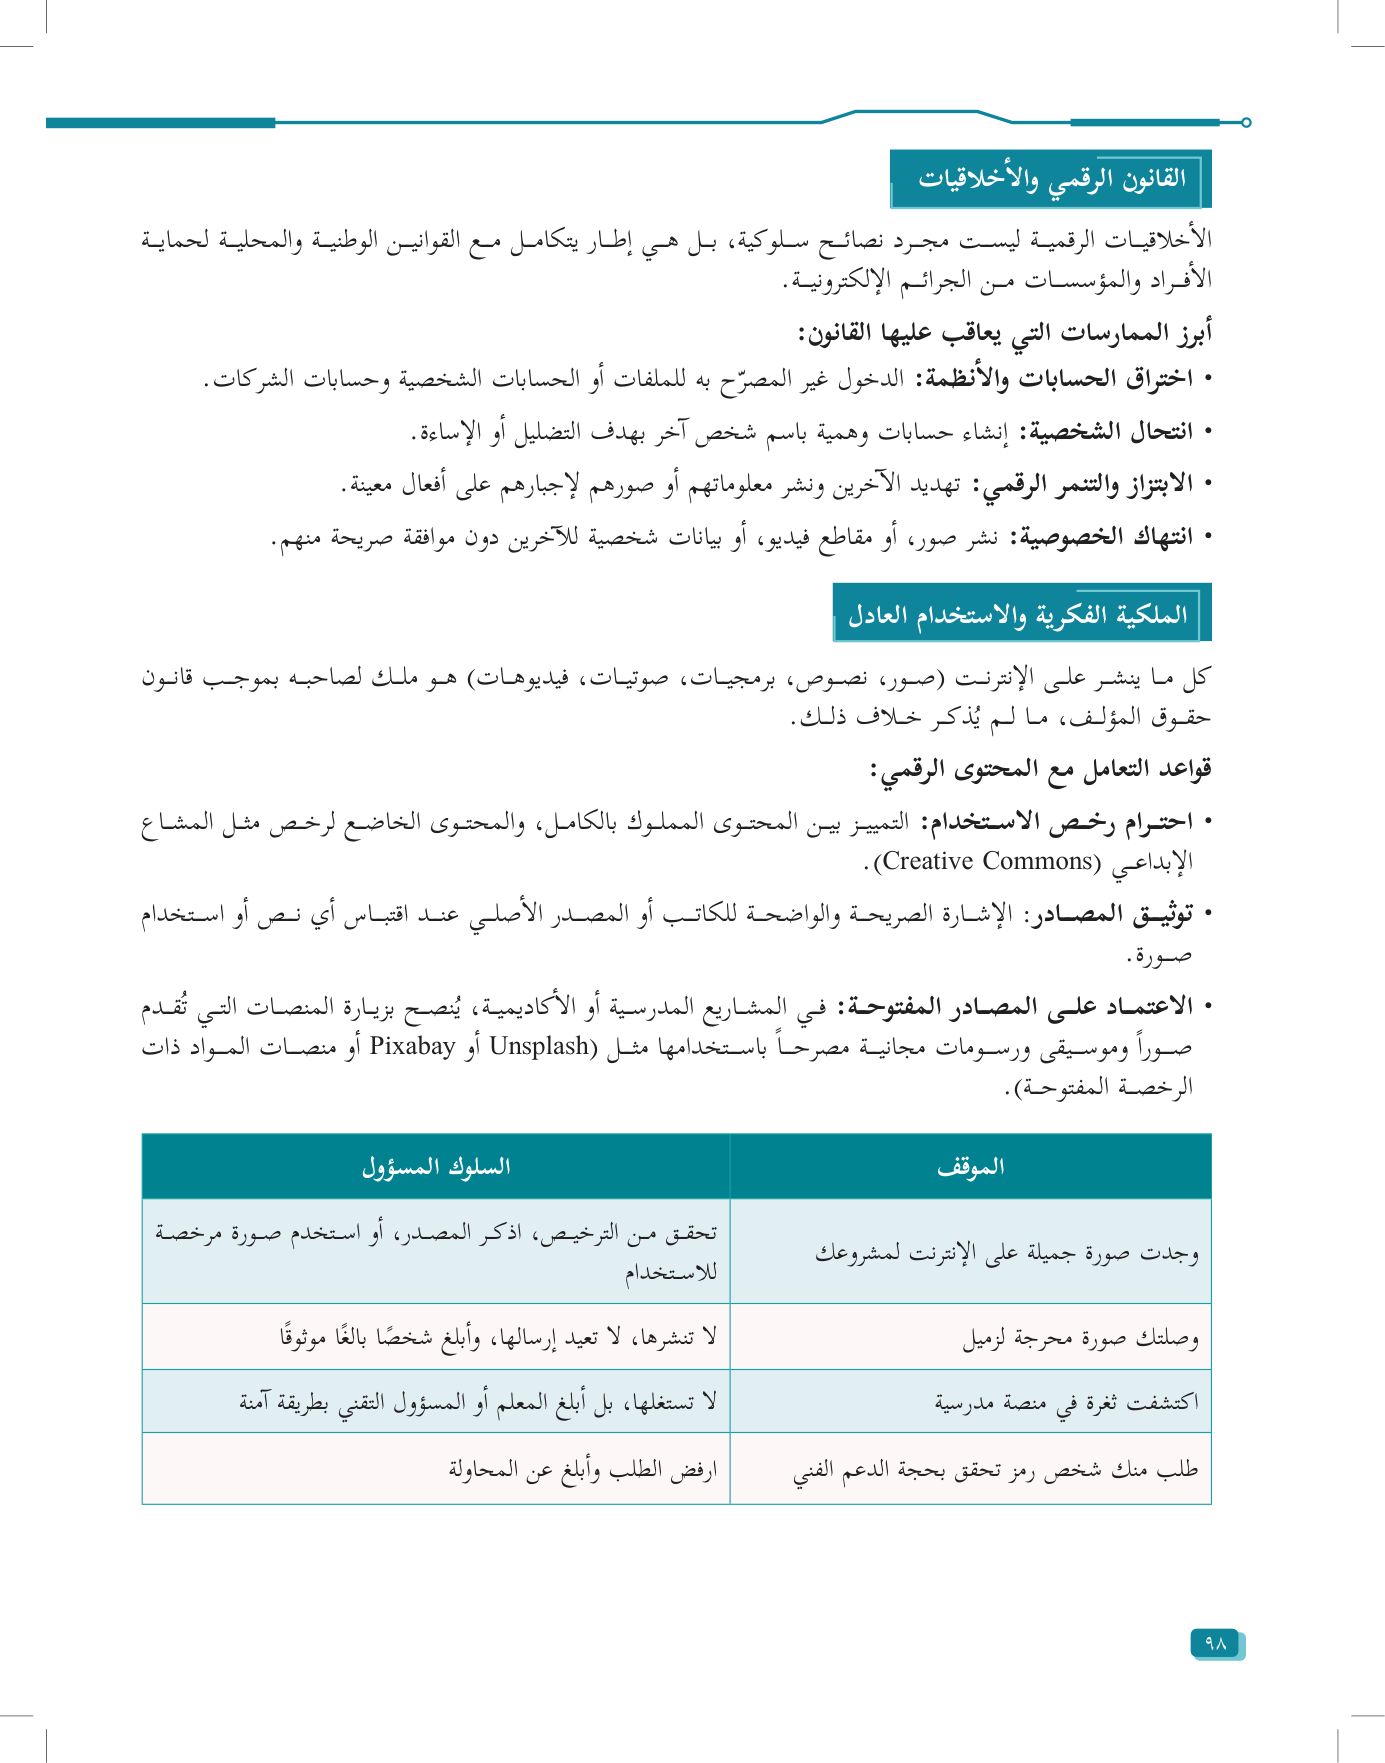 القانون الرقمي والأخلاقيات
الأخلاقيات الرقمية ليست مجرد نصائح سلوكية، بل هي إطار يتكامل مع القوانين الوطنية والمحلية لحماية
الأفراد والمؤسسات من الجرائم الإلكترونية.
أبرز الممارسات التي يعاقب عليها القانون:
• اختراق الحسابات والأنظمة: الدخول غير المصرّح به للملفات أو الحسابات الشخصية وحسابات الشركات.
• انتحال الشخصية: إنشاء حسابات وهمية باسم شخص آخر بهدف التضليل أو الإساءة.
• الابتزاز والتنمر الرقمي: تهديد الآخرين ونشر معلوماتهم أو صورهم لإجبارهم على أفعال معينة.
• انتهاك الخصوصية: نشر صور، أو مقاطع فيديو، أو بيانات شخصية للآخرين دون موافقة صريحة منهم.
الملكية الفكرية والاستخدام العادل
كل ما ينشر على الإنترنت (صور، نصوص، برمجيات، صوتيات، فيديوهات) هو ملك لصاحبه بموجب قانون
حقوق المؤلف، ما لم يُذكر خلاف ذلك.
قواعد التعامل مع المحتوى الرقمي:
• احترام رخص الاستخدام: التمييز بين المحتوى المملوك بالكامل، والمحتوى الخاضع لرخص مثل المشاع
الإبداعي (Creative Commons).
• توثيق المصادر: الإشارة الصريحة والواضحة للكاتب أو المصدر الأصلي عند اقتباس أي نص أو استخدام
صورة.
• الاعتماد على المصادر المفتوحة: في المشاريع المدرسية أو الأكاديمية، يُنصح بزيارة المنصات التي تُقدم
صوراً وموسيقى ورسومات مجانية مصرحاً باستخدامها مثل (Unsplash أو Pixabay أو منصات المواد ذات
الرخصة المفتوحة).
الموقف السلوك المسؤول
وجدت صورة جميلة على الإنترنت لمشروعك تحقق من الترخيص، اذكر المصدر، أو استخدم صورة مرخصة
للاستخدام
وصلتك صورة محرجة لزميل لا تنشرها، لا تعيد إرسالها، وأبلغ شخصًا بالغًا موثوقًا
اكتشفت ثغرة في منصة مدرسية لا تستغلها، بل أبلغ المعلم أو المسؤول التقني بطريقة آمنة
طلب منك شخص رمز تحقق بحجة الدعم الفني ارفض الطلب وأبلغ عن المحاولة
٩٨